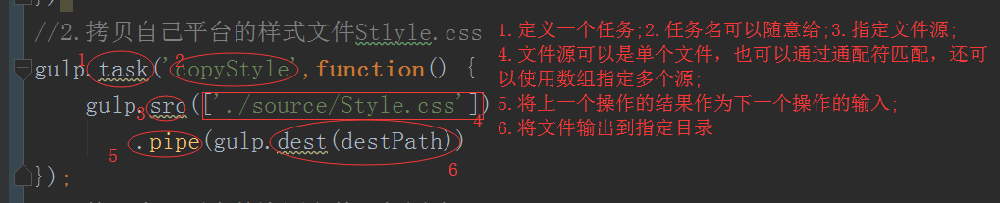 });
//2.拷贝自己平台的样式文件Stlyle.css
gulp.task('copyStyle',function() {
gulp.src(['./source/Style.css'])
.pipe(gulp.dest(destPath))
});
1
2
3
4
5
6
1.定义一个任务;2.任务名可以随意给;3.指定文件源;
4.文件源可以是单个文件，也可以通过通配符匹配，还可
以使用数组指定多个源;
5.将上一个操作的结果作为下一个操作的输入;
6.将文件输出到指定目录